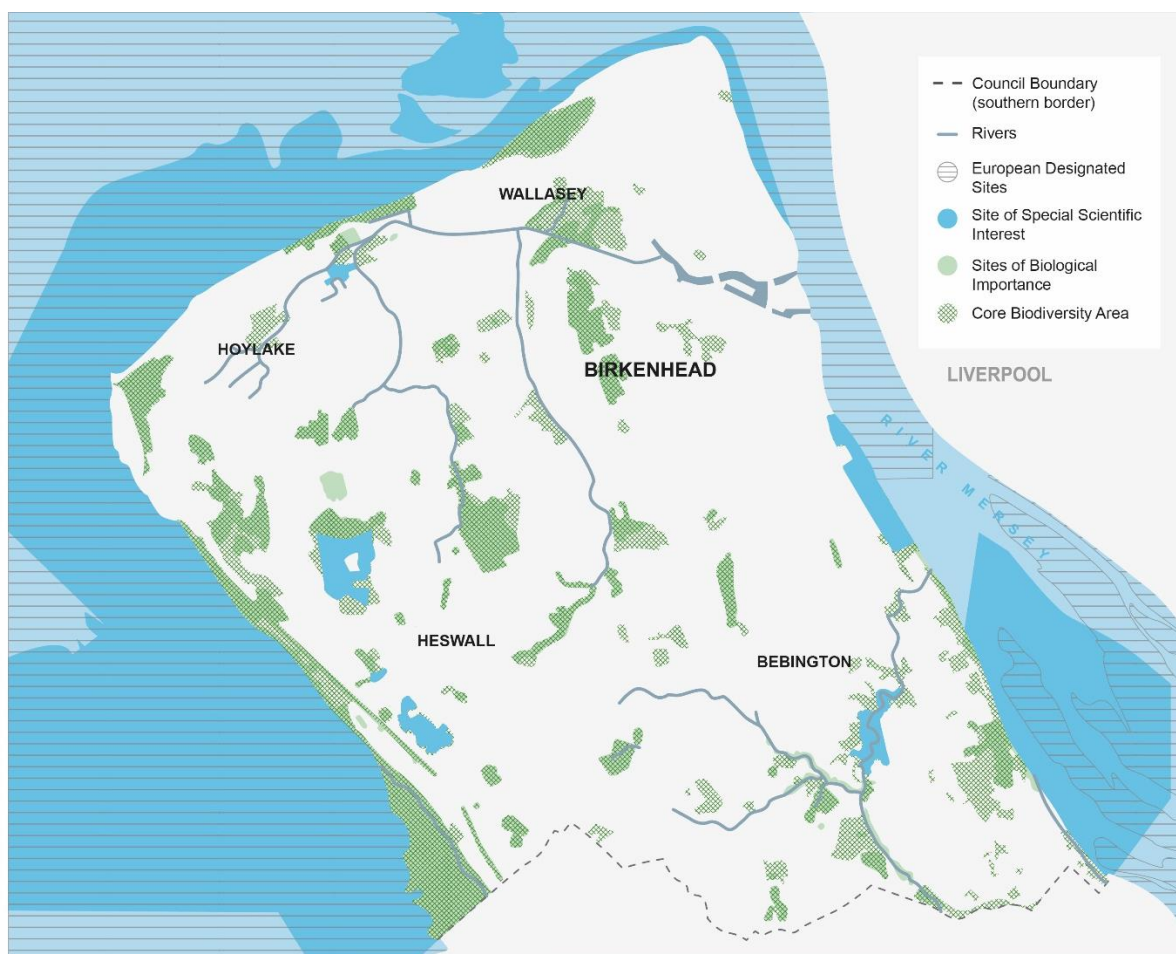 Council Boundary
(southern border)
Rivers
European Designated
Sites
Site of Special Scientific
Interest
Sites of Biological
Importance
Core Biodiversity Area
WALLASEY
HOYLAKE
BIRKENHEAD
LIVERPOOL
RIVER MERSEY
HESWALL
BEBINGTON